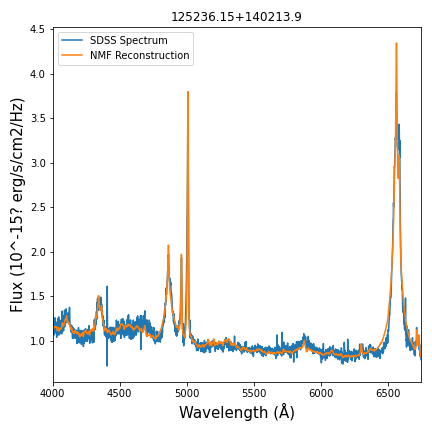 125236.15+140213.9
SDSS Spectrum
NMF Reconstruction
4.5
4.0
3.5
3.0
2.5
2.0
1.5
1.0
Flux (10^-15? erg/s/cm2/Hz)
4000 4500 5000 5500 6000 6500
Wavelength (Å)